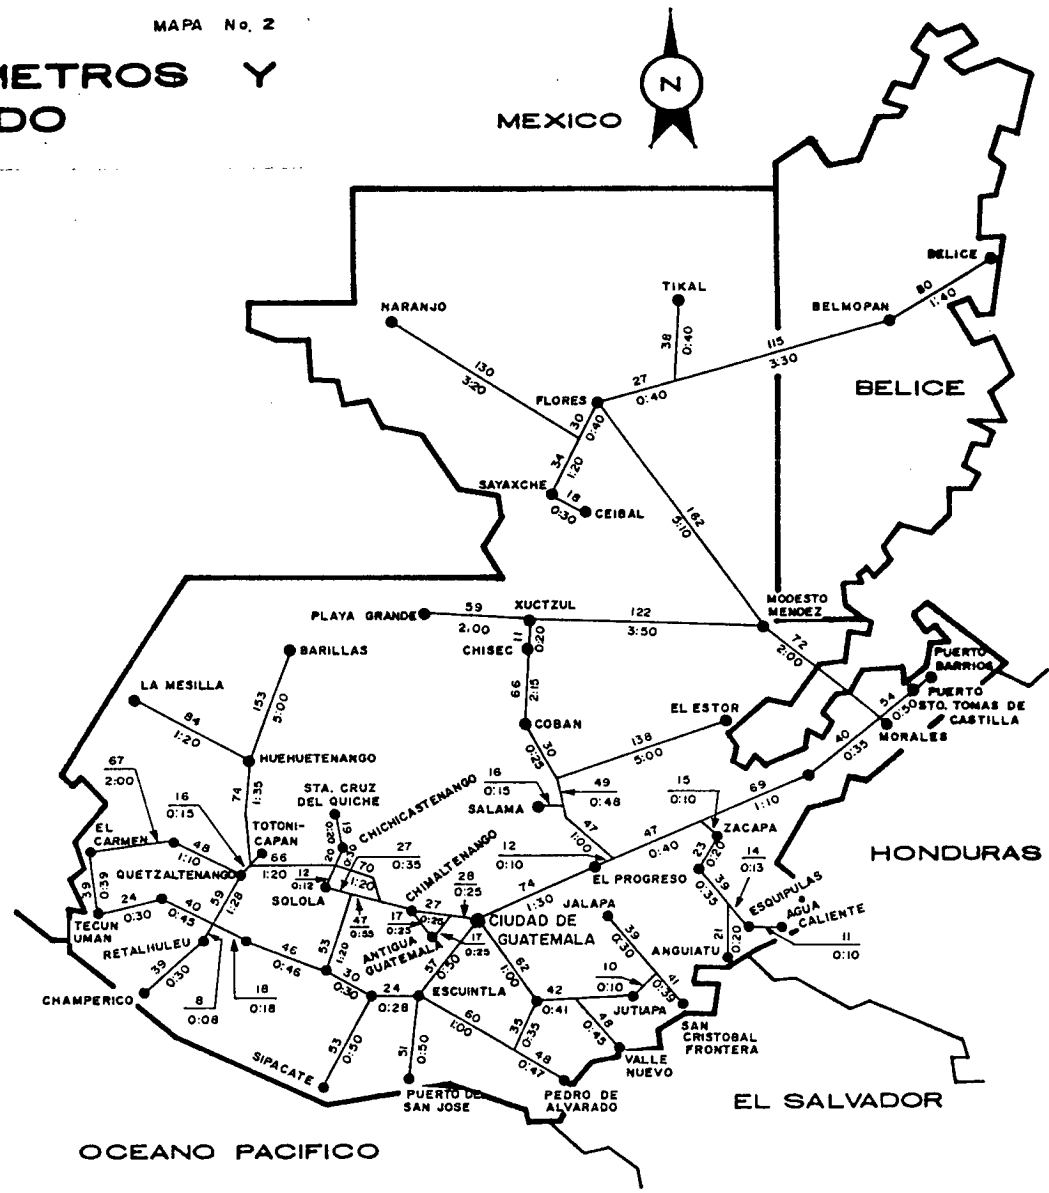 MAPA No. 2
METROS Y
DO
N
MEXICO
BELICE
80
1:40
TIKAL
NARANJO
BELMOPAN
38
0:40
115
3:30
130
3:20
27
0:40
BELICE
FLORES
30
0:40
34
1:20
SAYAXCHE
18
0:30
CEIBAL
162
5:10
MODESTO
MENDEZ
XUCTZUL
PLAYA GRANDE
59
2:00
122
3:50
11
0:20
CHISEC
72
2:00
BARILLAS
PUERTO
BARRIOS
LA MESILLA
66
2:15
54
0:50
PUERTO
STO. TOMAS DE
CASTILLA
153
5:00
84
1:20
COBAN
EL ESTOR
MORALES
30
0:25
138
5:00
40
0:35
HUEHUETENANGO
67
2:00
74
1:35
16
0:15
STA. CRUZ
DEL QUICHE
CHICHICASTENANGO
16
0:15
49
0:48
15
0:10
69
1:10
SALAMA
EL
CARMEN
48
1:10
TOTONI-
CAPAN
19
0:30
27
0:35
CHIMALTENANGO
12
0:10
47
1:00
47
0:40
ZACAPA
23
0:20
14
0:13
HONDURAS
QUETZALTENANGO
66
1:20
20
0:30
70
1:20
28
0:25
74
1:30
EL PROGRESO
39
0:35
39
0:39
12
0:12
SOLOLA
59
1:28
24
0:30
40
0:45
27
0:25
JALAPA
ESQUIPULAS
AGUA
CALIENTE
TECUN
UMAN
47
0:55
17
0:25
CIUDAD DE
GUATEMALA
39
0:30
21
0:20
RETALHULEU
46
0:46
53
1:20
ANTIGUA
GUATEMALA
17
0:25
ANGUIATU
11
0:10
39
0:30
57
0:50
62
1:00
10
0:10
41
0:39
CHAMPERICO
8
0:08
18
0:18
30
0:30
24
0:28
ESCUINTLA
42
0:41
JUTIAPA
SAN
CRISTOBAL
FRONTERA
60
1:00
35
0:35
48
0:45
53
0:50
51
0:50
SIPACATE
48
0:47
VALLE
NUEVO
PUERTO DE
SAN JOSE
PEDRO DE
ALVARADO
EL SALVADOR
OCEANO PACIFICO